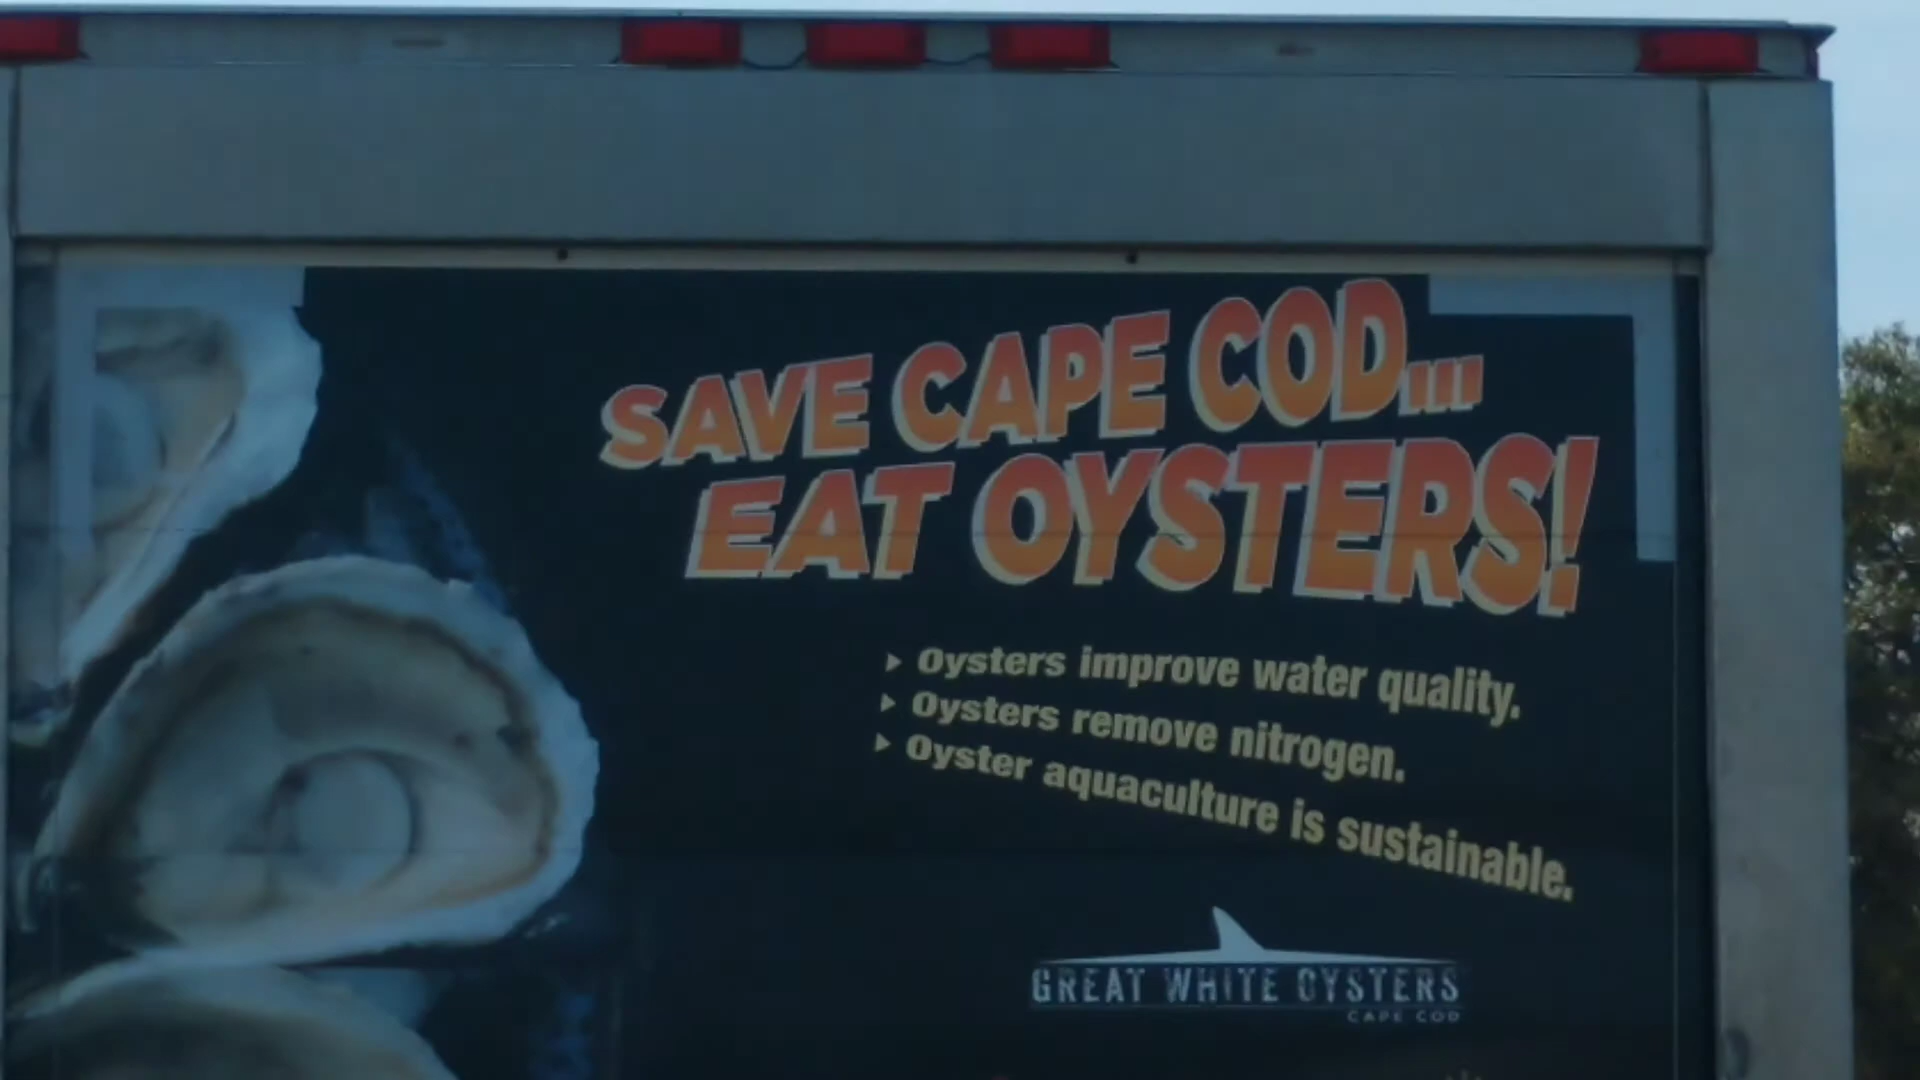 SAVE CAPE COD...
EAT OYSTERS!
Oysters improve water quality.
Oysters remove nitrogen.
Oyster aquaculture is sustainable.
GREAT WHITE OYSTERS
CAPE COD